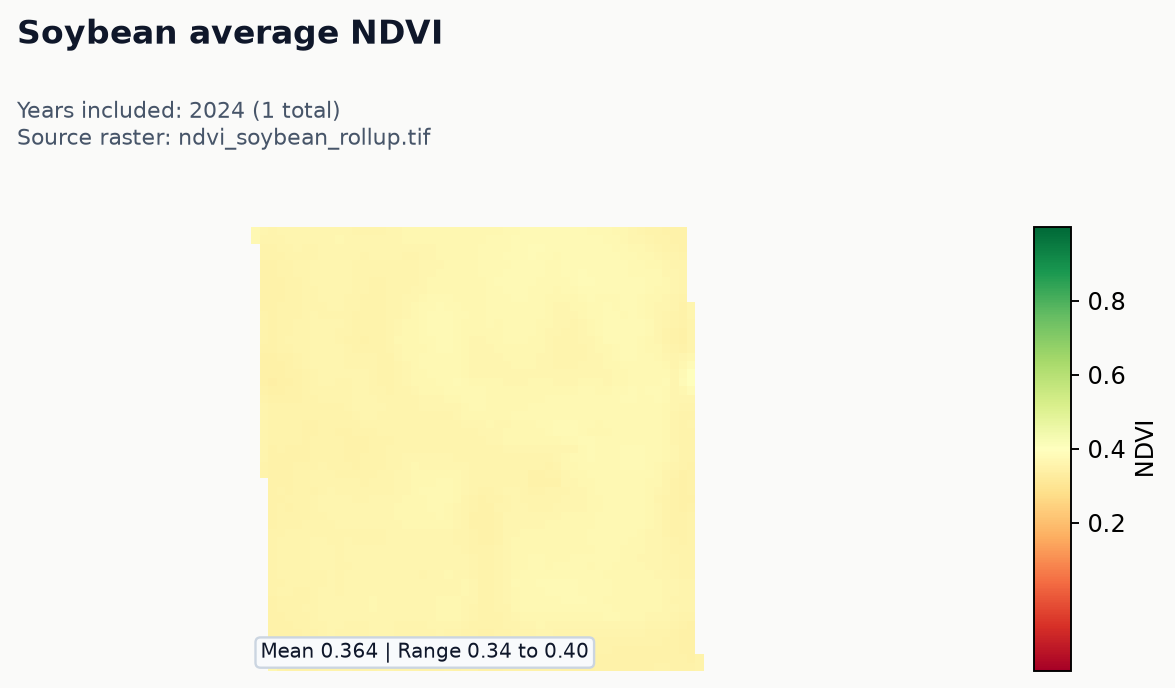 Soybean average NDVI
Years included: 2024 (1 total)
Source raster: ndvi_soybean_rollup.tif
0.8
0.6
0.4
0.2
NDVI
Mean 0.364 | Range 0.34 to 0.40